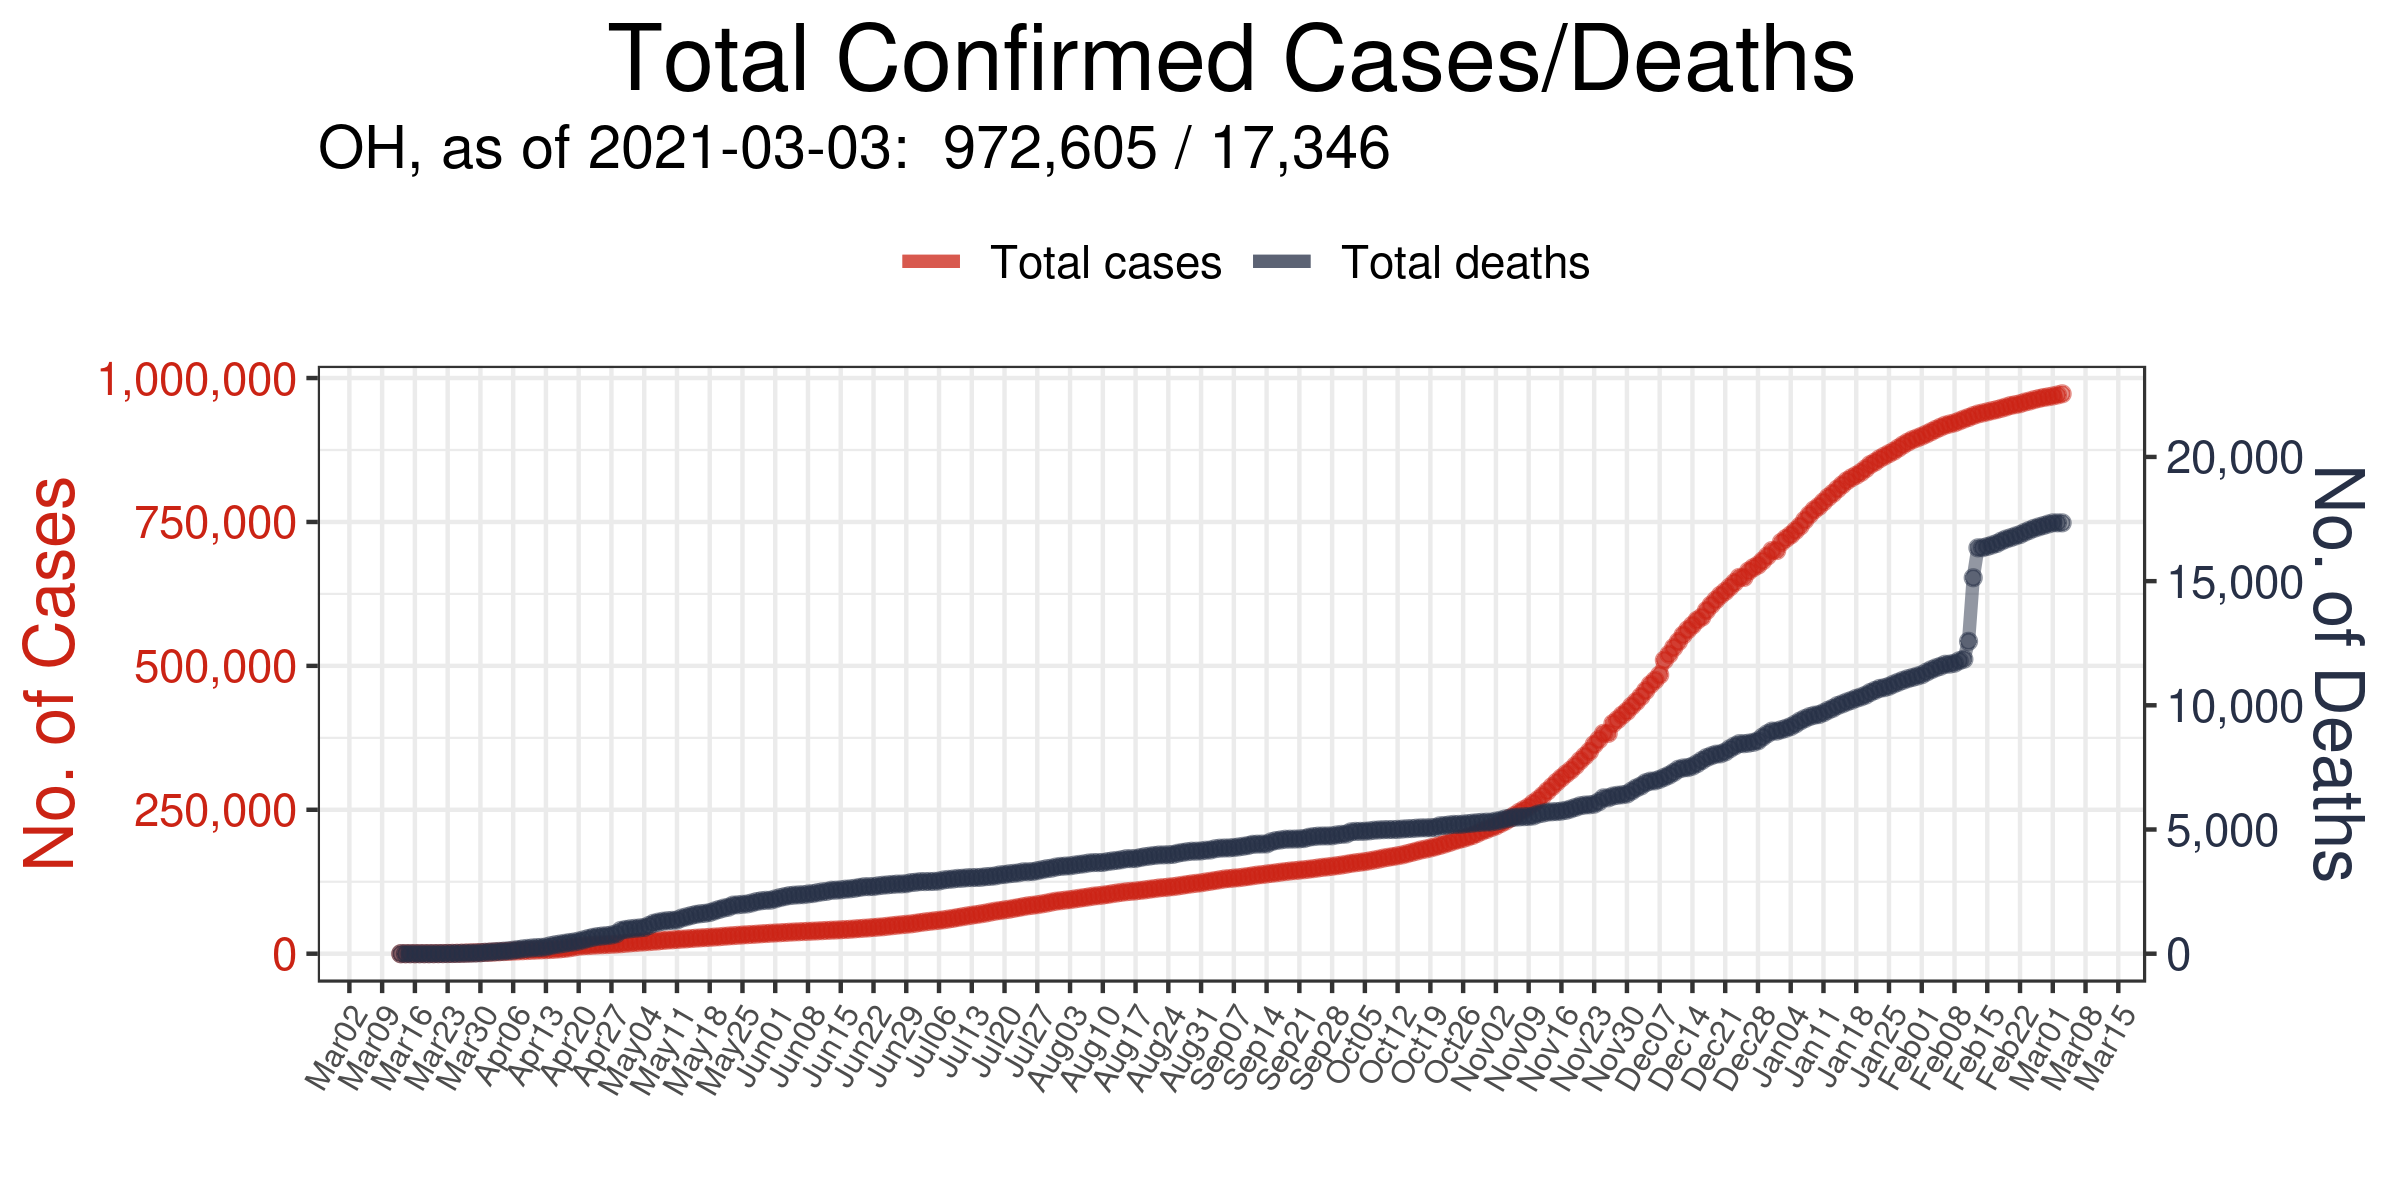 Total Confirmed Cases/Deaths
OH, as of 2021-03-03:  972,605 / 17,346
Total cases
Total deaths
No. of Cases
1,000,000
750,000
500,000
250,000
0
20,000
15,000
10,000
5,000
0
No. of Deaths
Mar02
Mar09
Mar16
Mar23
Mar30
Apr06
Apr13
Apr20
Apr27
May04
May11
May18
May25
Jun01
Jun08
Jun15
Jun22
Jun29
Jul06
Jul13
Jul20
Jul27
Aug03
Aug10
Aug17
Aug24
Aug31
Sep07
Sep14
Sep21
Sep28
Oct05
Oct12
Oct19
Oct26
Nov02
Nov09
Nov16
Nov23
Nov30
Dec07
Dec14
Dec21
Dec28
Jan04
Jan11
Jan18
Jan25
Feb01
Feb08
Feb15
Feb22
Mar01
Mar08
Mar15